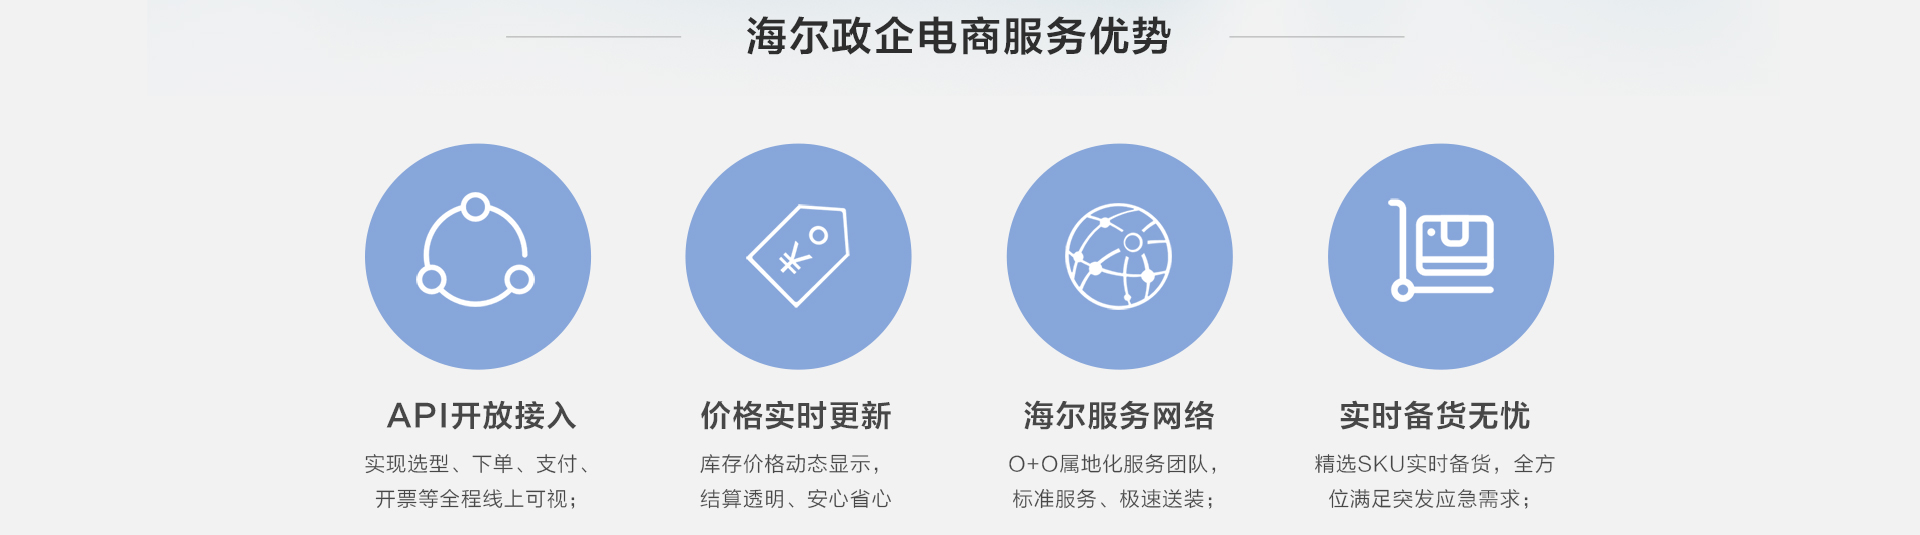 海尔政企电商服务优势
API开放接入
实现选型、下单、支付、
开票等全程线上可视；
价格实时更新
库存价格动态显示，
结算透明、安心省心
海尔服务网络
O+O属地化服务团队，
标准服务、极速送装；
实时备货无忧
精选SKU实时备货，全方
位满足突发应急需求；